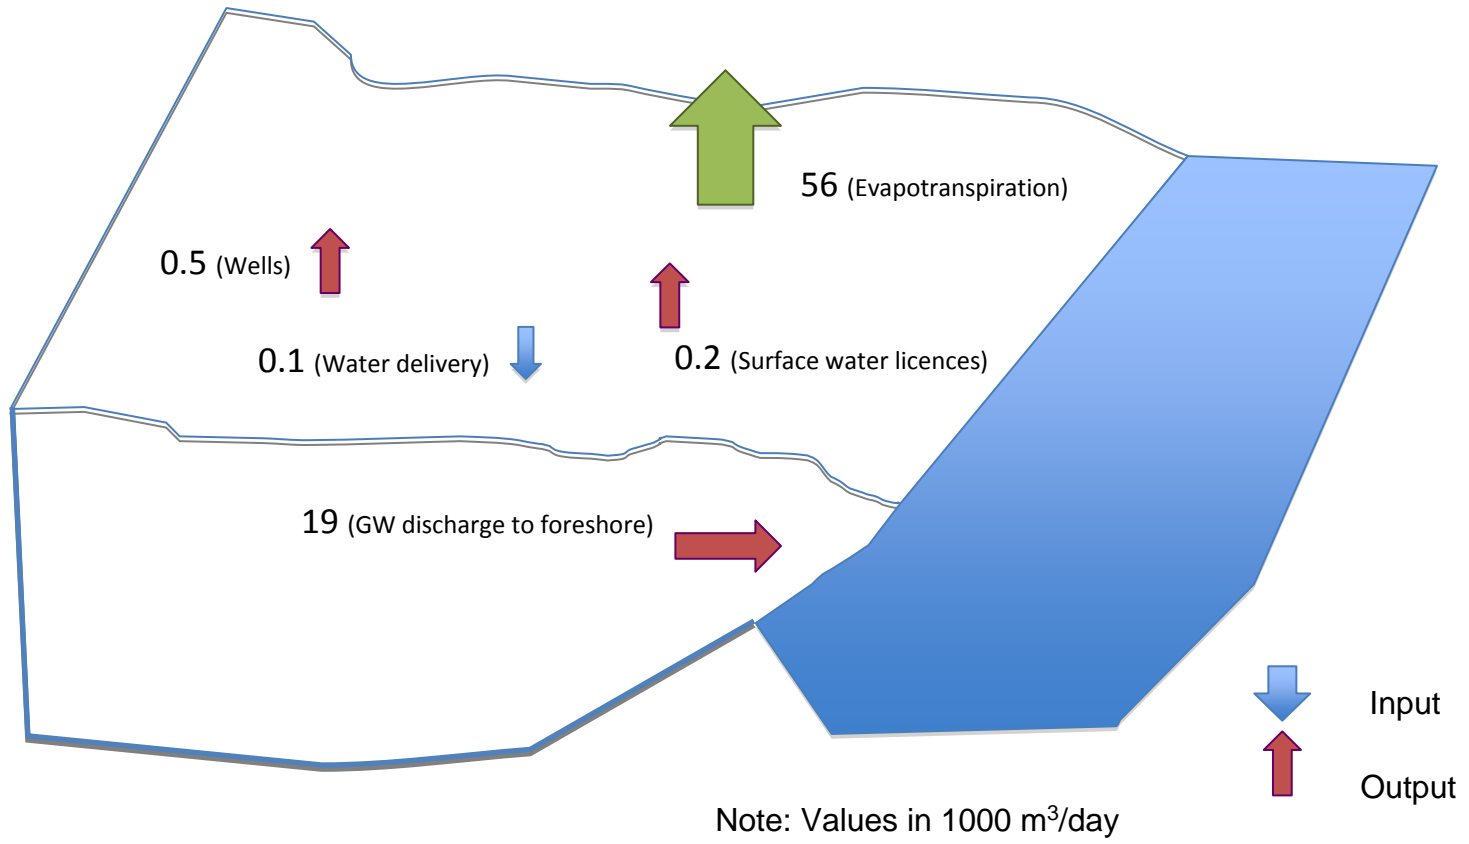 56 (Evapotranspiration)
0.5 (Wells)
0.1 (Water delivery)
0.2 (Surface water licences)
19 (GW discharge to foreshore)
Input
Output
Note: Values in 1000 m³/day